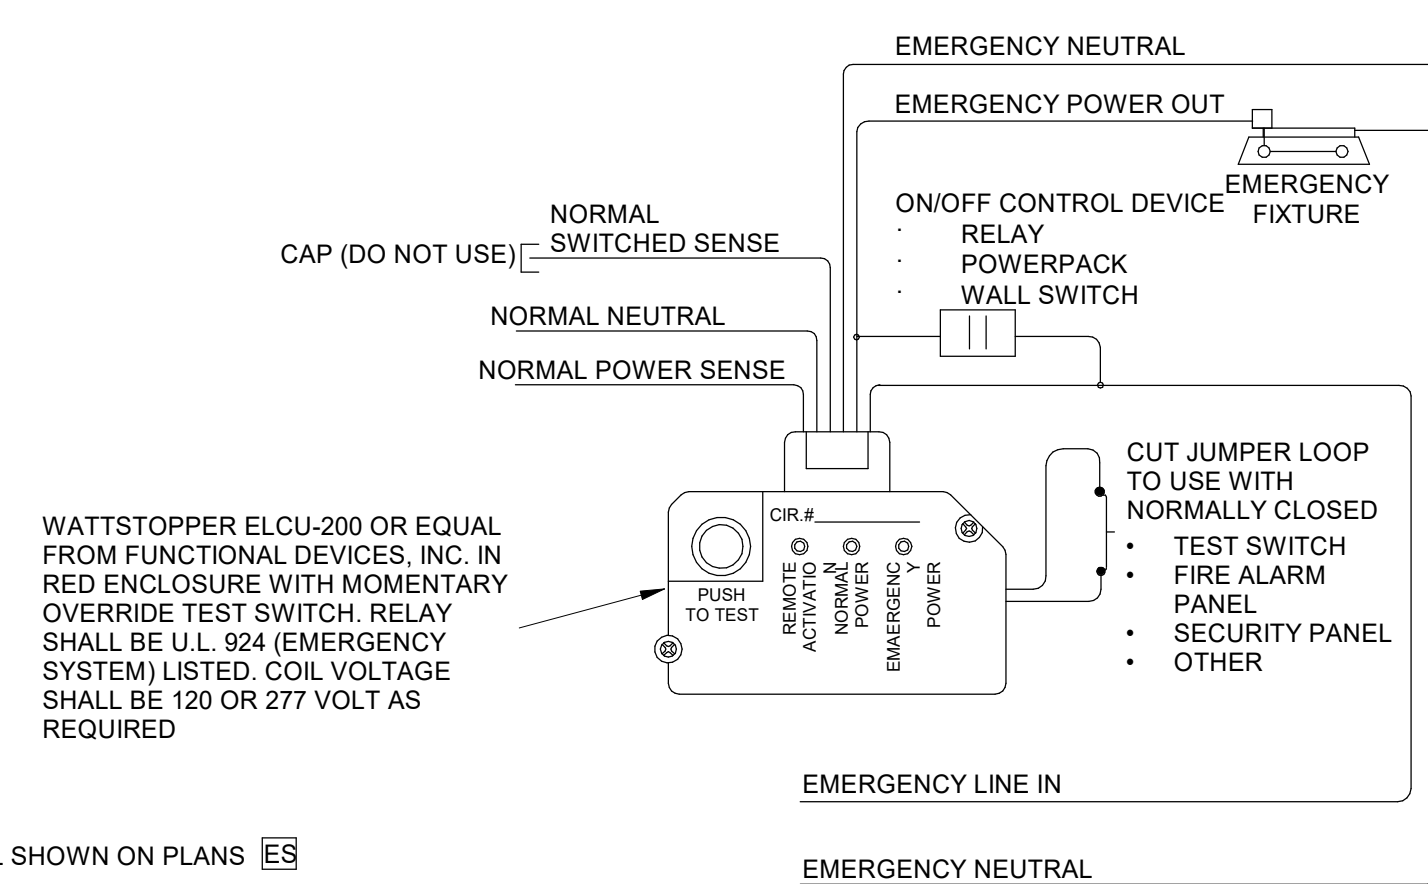 EMERGENCY NEUTRAL
EMERGENCY POWER OUT
EMERGENCY
FIXTURE
ON/OFF CONTROL DEVICE
· RELAY
· POWERPACK
· WALL SWITCH
NORMAL
SWITCHED SENSE
CAP (DO NOT USE)
NORMAL NEUTRAL
NORMAL POWER SENSE
CUT JUMPER LOOP
TO USE WITH
NORMALLY CLOSED
• TEST SWITCH
• FIRE ALARM
PANEL
• SECURITY PANEL
• OTHER
CIR.#
PUSH
TO TEST
REMOTE
ACTIVATIO
N
NORMAL
POWER
EMAERGENC
Y
POWER
WATTSTOPPER ELCU-200 OR EQUAL
FROM FUNCTIONAL DEVICES, INC. IN
RED ENCLOSURE WITH MOMENTARY
OVERRIDE TEST SWITCH. RELAY
SHALL BE U.L. 924 (EMERGENCY
SYSTEM) LISTED. COIL VOLTAGE
SHALL BE 120 OR 277 VOLT AS
REQUIRED
EMERGENCY LINE IN
EMERGENCY NEUTRAL
SHOWN ON PLANS ES